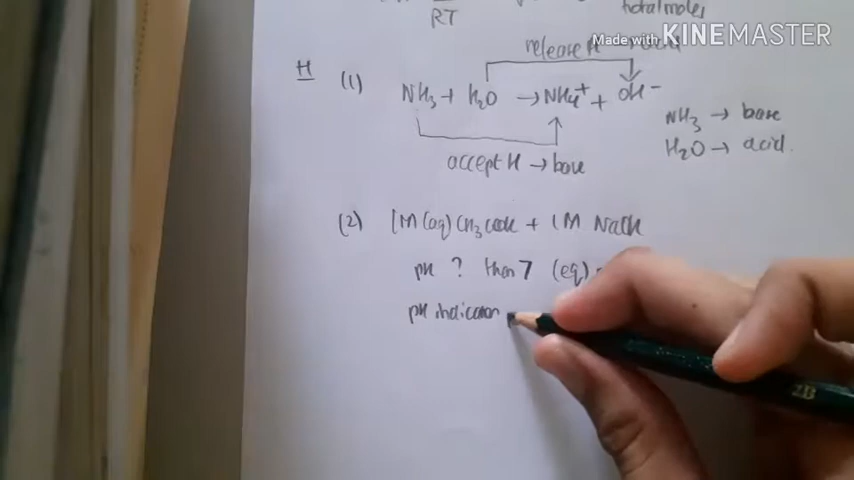 RT
total moles
Made with KINEMASTER
release H
H (1) NH3 + H2O → NH4+ + OH-
NH3 → base
H2O → acid.
accept H → base
(2) 1M (aq) CH3COOH + 1M NaOH
pH ? than 7 (eq)
pH indicator
2B